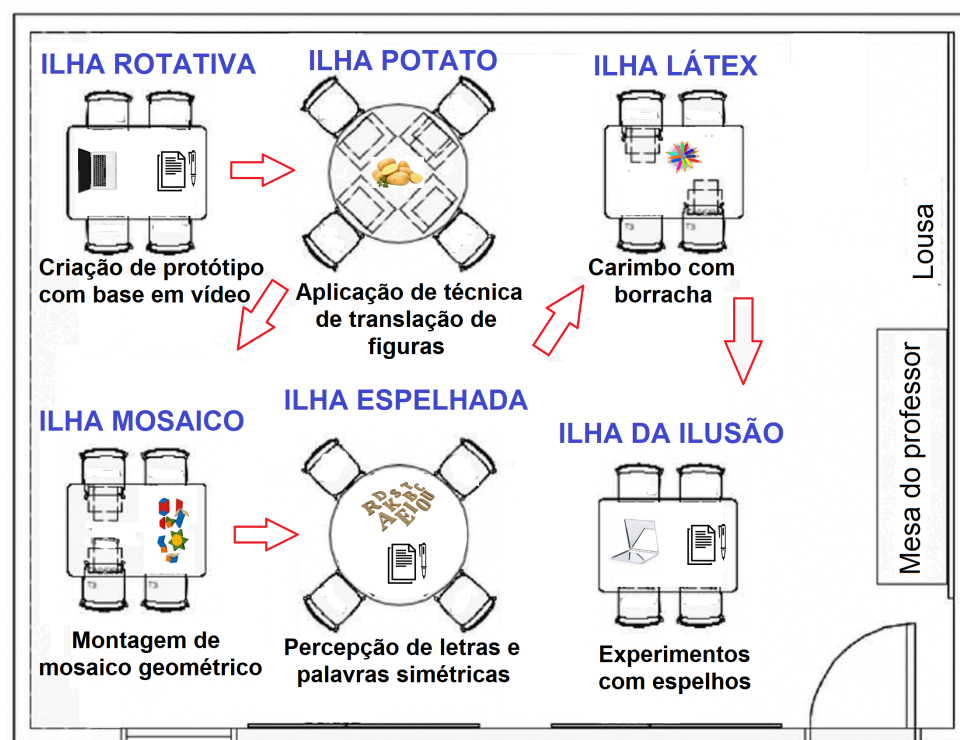 ILHA ROTATIVA
Criação de protótipo
com base em vídeo
ILHA POTATO
Aplicação de técnica
de translação de
figuras
ILHA LÁTEX
Carimbo com
borracha
Lousa
Mesa do professor
ILHA MOSAICO
T3
T3
Montagem de
mosaico geométrico
ILHA ESPELHADA
Percepção de letras e
palavras simétricas
ILHA DA ILUSÃO
Experimentos
com espelhos